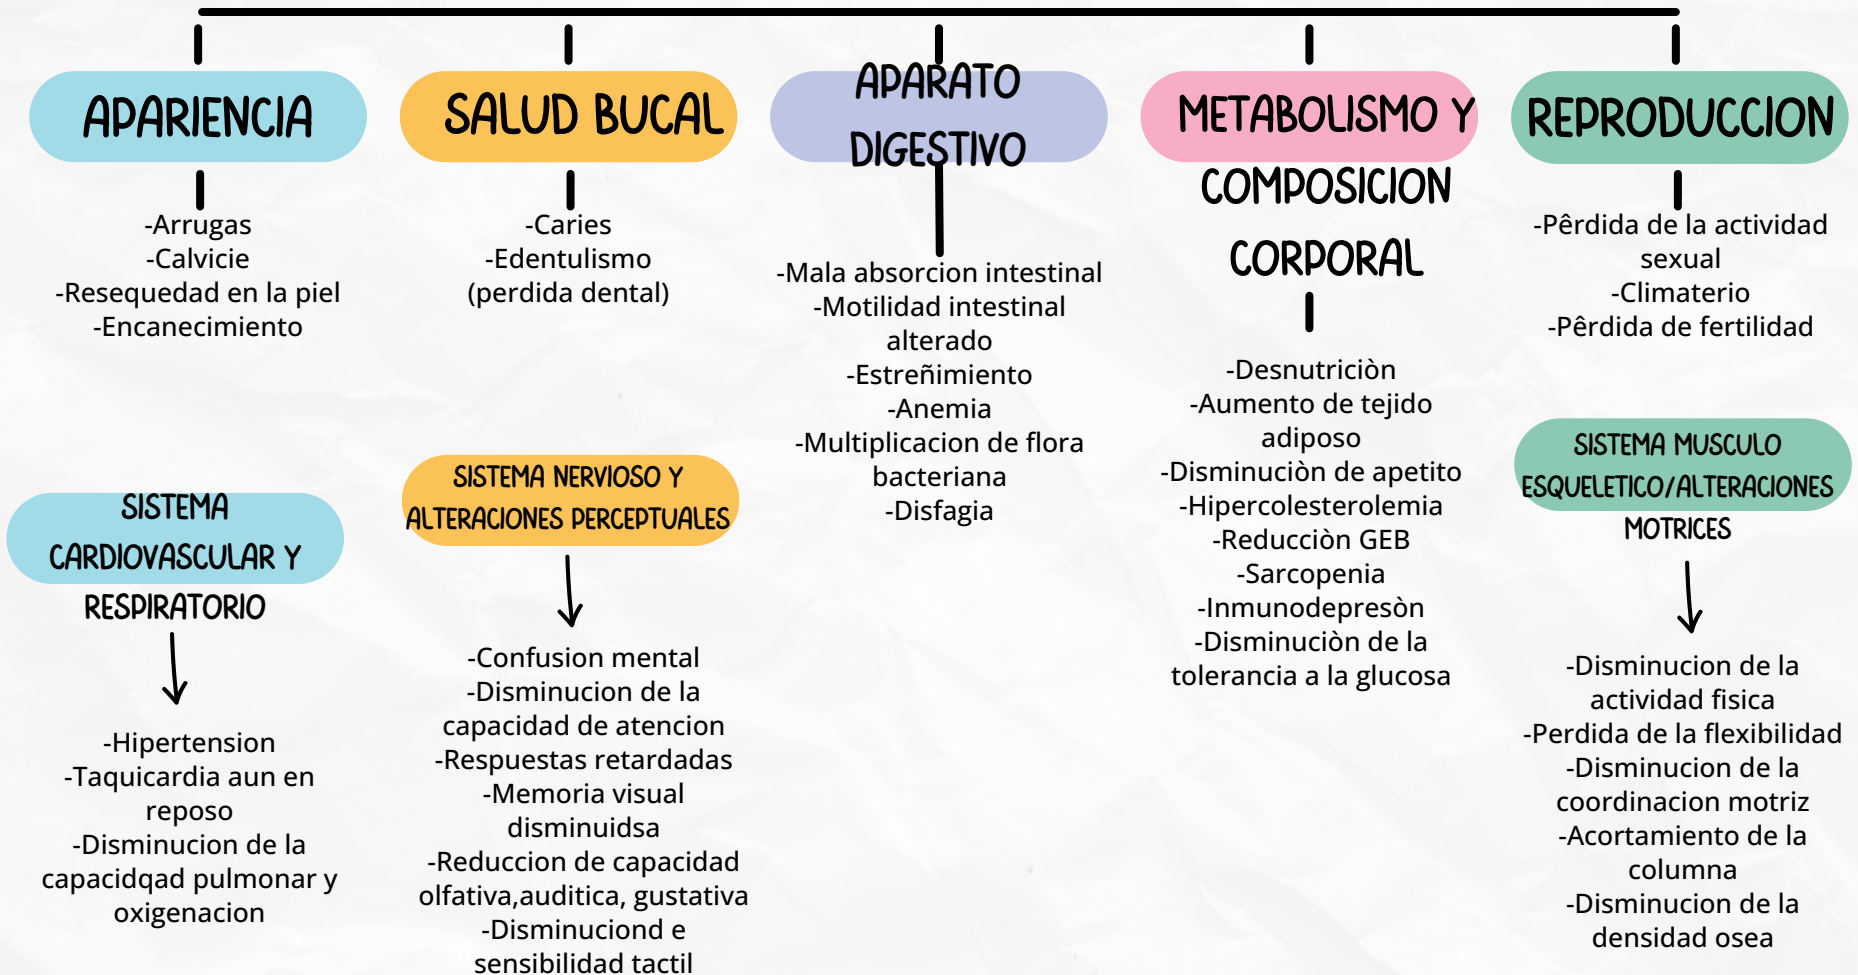 APARIENCIA
-Arrugas
-Calvicie
-Resequedad en la piel
-Encanecimiento
SALUD BUCAL
-Caries
-Edentulismo
(perdida dental)
APARATO
DIGESTIVO
-Mala absorcion intestinal
-Motilidad intestinal
alterado
-Estreñimiento
-Anemia
-Multiplicacion de flora
bacteriana
-Disfagia
METABOLISMO Y
COMPOSICION
CORPORAL
-Desnutriciòn
-Aumento de tejido
adiposo
-Disminuciòn de apetito
-Hipercolesterolemia
-Reducciòn GEB
-Sarcopenia
-Inmunodepresòn
-Disminuciòn de la
tolerancia a la glucosa
REPRODUCCION
-Pêrdida de la actividad
sexual
-Climaterio
-Pêrdida de fertilidad
SISTEMA
CARDIOVASCULAR Y
RESPIRATORIO
-Hipertension
-Taquicardia aun en
reposo
-Disminucion de la
capacidqad pulmonar y
oxigenacion
SISTEMA NERVIOSO Y
ALTERACIONES PERCEPTUALES
-Confusion mental
-Disminucion de la
capacidad de atencion
-Respuestas retardadas
-Memoria visual
disminuidsa
-Reduccion de capacidad
olfativa,auditica, gustativa
-Disminuciond e
sensibilidad tactil
SISTEMA MUSCULO
ESQUELETICO/ALTERACIONES
MOTRICES
-Disminucion de la
actividad fisica
-Perdida de la flexibilidad
-Disminucion de la
coordinacion motriz
-Acortamiento de la
columna
-Disminucion de la
densidad osea